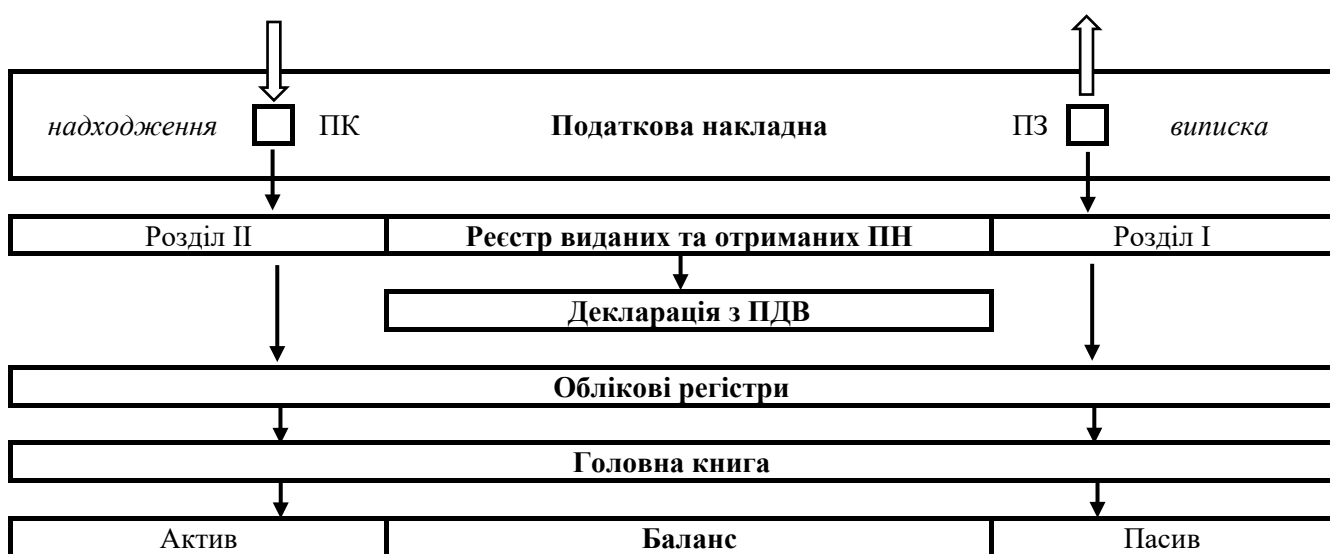 надходження ПК Податкова накладна ПЗ виписка
Розділ ІІ Реєстр виданих та отриманих ПН Розділ І
Декларація з ПДВ
Облікові регістри
Головна книга
Актив Баланс Пасив